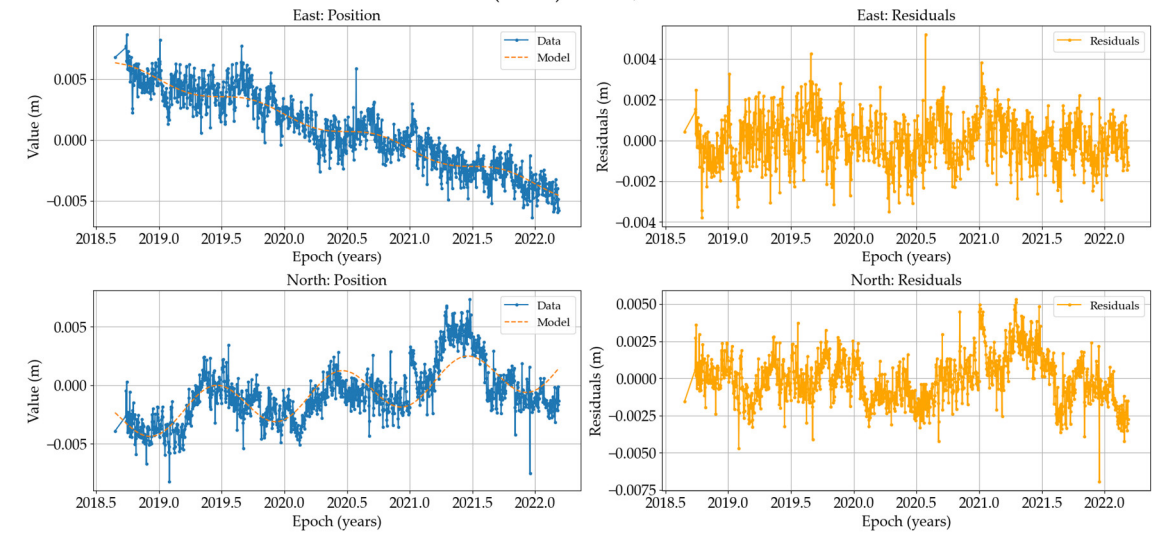 East: Position
Value (m)
0.005
0.000
−0.005
Data
Model
2018.5 2019.0 2019.5 2020.0 2020.5 2021.0 2021.5 2022.0
Epoch (years)
East: Residuals
Residuals (m)
0.004
0.002
0.000
−0.002
−0.004
Residuals
2018.5 2019.0 2019.5 2020.0 2020.5 2021.0 2021.5 2022.0
Epoch (years)
North: Position
Value (m)
0.005
0.000
−0.005
Data
Model
2018.5 2019.0 2019.5 2020.0 2020.5 2021.0 2021.5 2022.0
Epoch (years)
North: Residuals
Residuals (m)
0.0050
0.0025
0.0000
−0.0025
−0.0050
−0.0075
Residuals
2018.5 2019.0 2019.5 2020.0 2020.5 2021.0 2021.5 2022.0
Epoch (years)